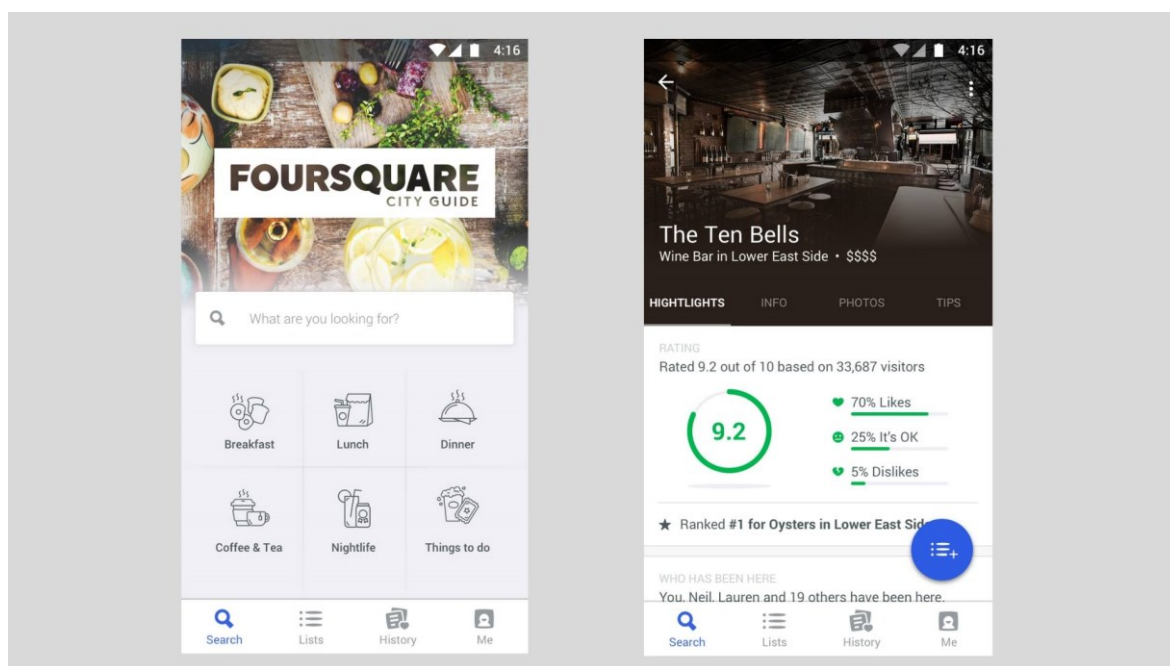 4:16
FOURSQUARE
CITY GUIDE
What are you looking for?
Breakfast
Lunch
Dinner
Coffee & Tea
Nightlife
Things to do
Search
Lists
History
Me
4:16
The Ten Bells
Wine Bar in Lower East Side • $$$$
HIGHTLIGHTS INFO PHOTOS TIPS
RATING
Rated 9.2 out of 10 based on 33,687 visitors
9.2
70% Likes
25% It's OK
5% Dislikes
Ranked #1 for Oysters in Lower East Sid
WHO HAS BEEN HERE
You, Neil, Lauren and 19 others have been here.
Search
Lists
History
Me